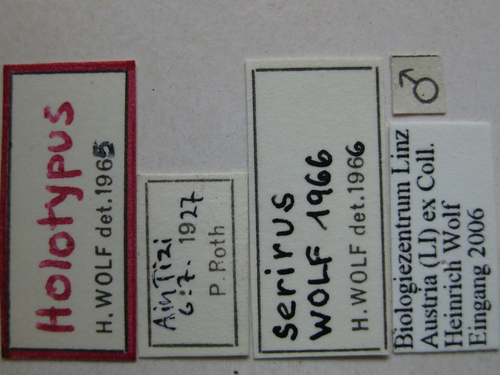 Holotypus
H. WOLF det. 1965
Ain Tizi
6.7. 1927
P. Roth
serirus
WOLF 1966
H. WOLF det. 1966
♂
Biologiezentrum Linz
Austria (LI) ex Coll.
Heinrich Wolf
Eingang 2006